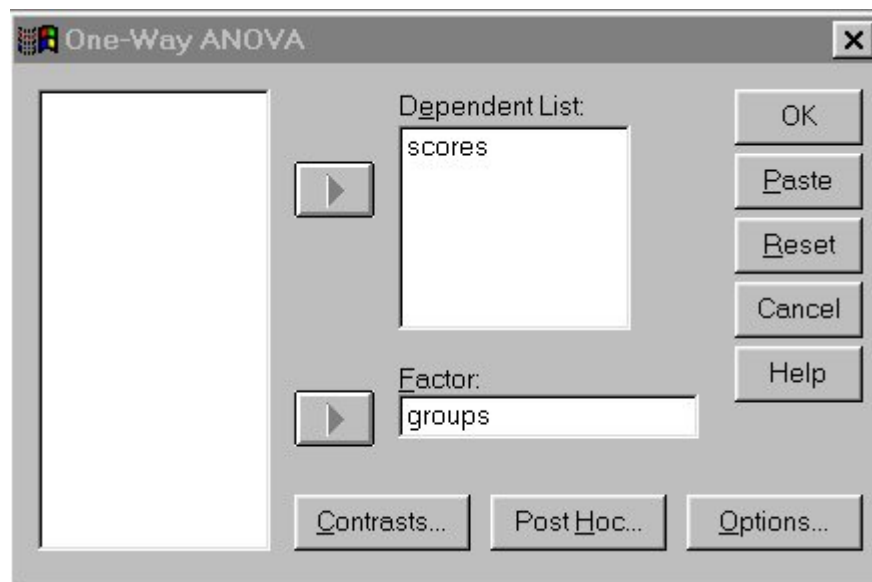 One-Way ANOVA
Dependent List:
scores
OK
Paste
Reset
Cancel
Help
Factor:
groups
Contrasts...
Post Hoc...
Options...